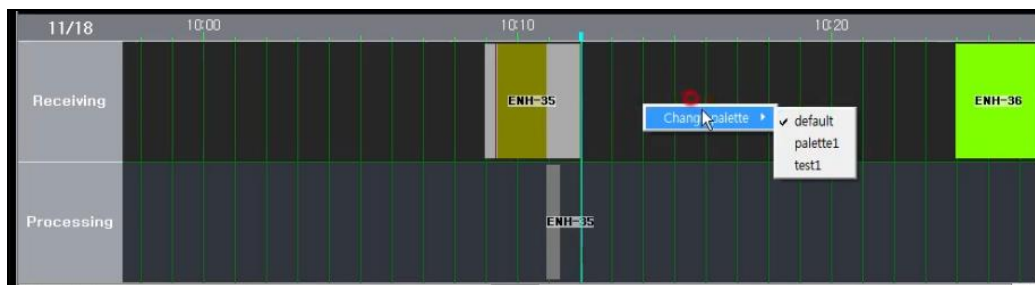 11/18 10:00 10:10 10:20
Receiving ENH-35 ENH-36
Change palette
default
palette1
test1
Processing ENH-35